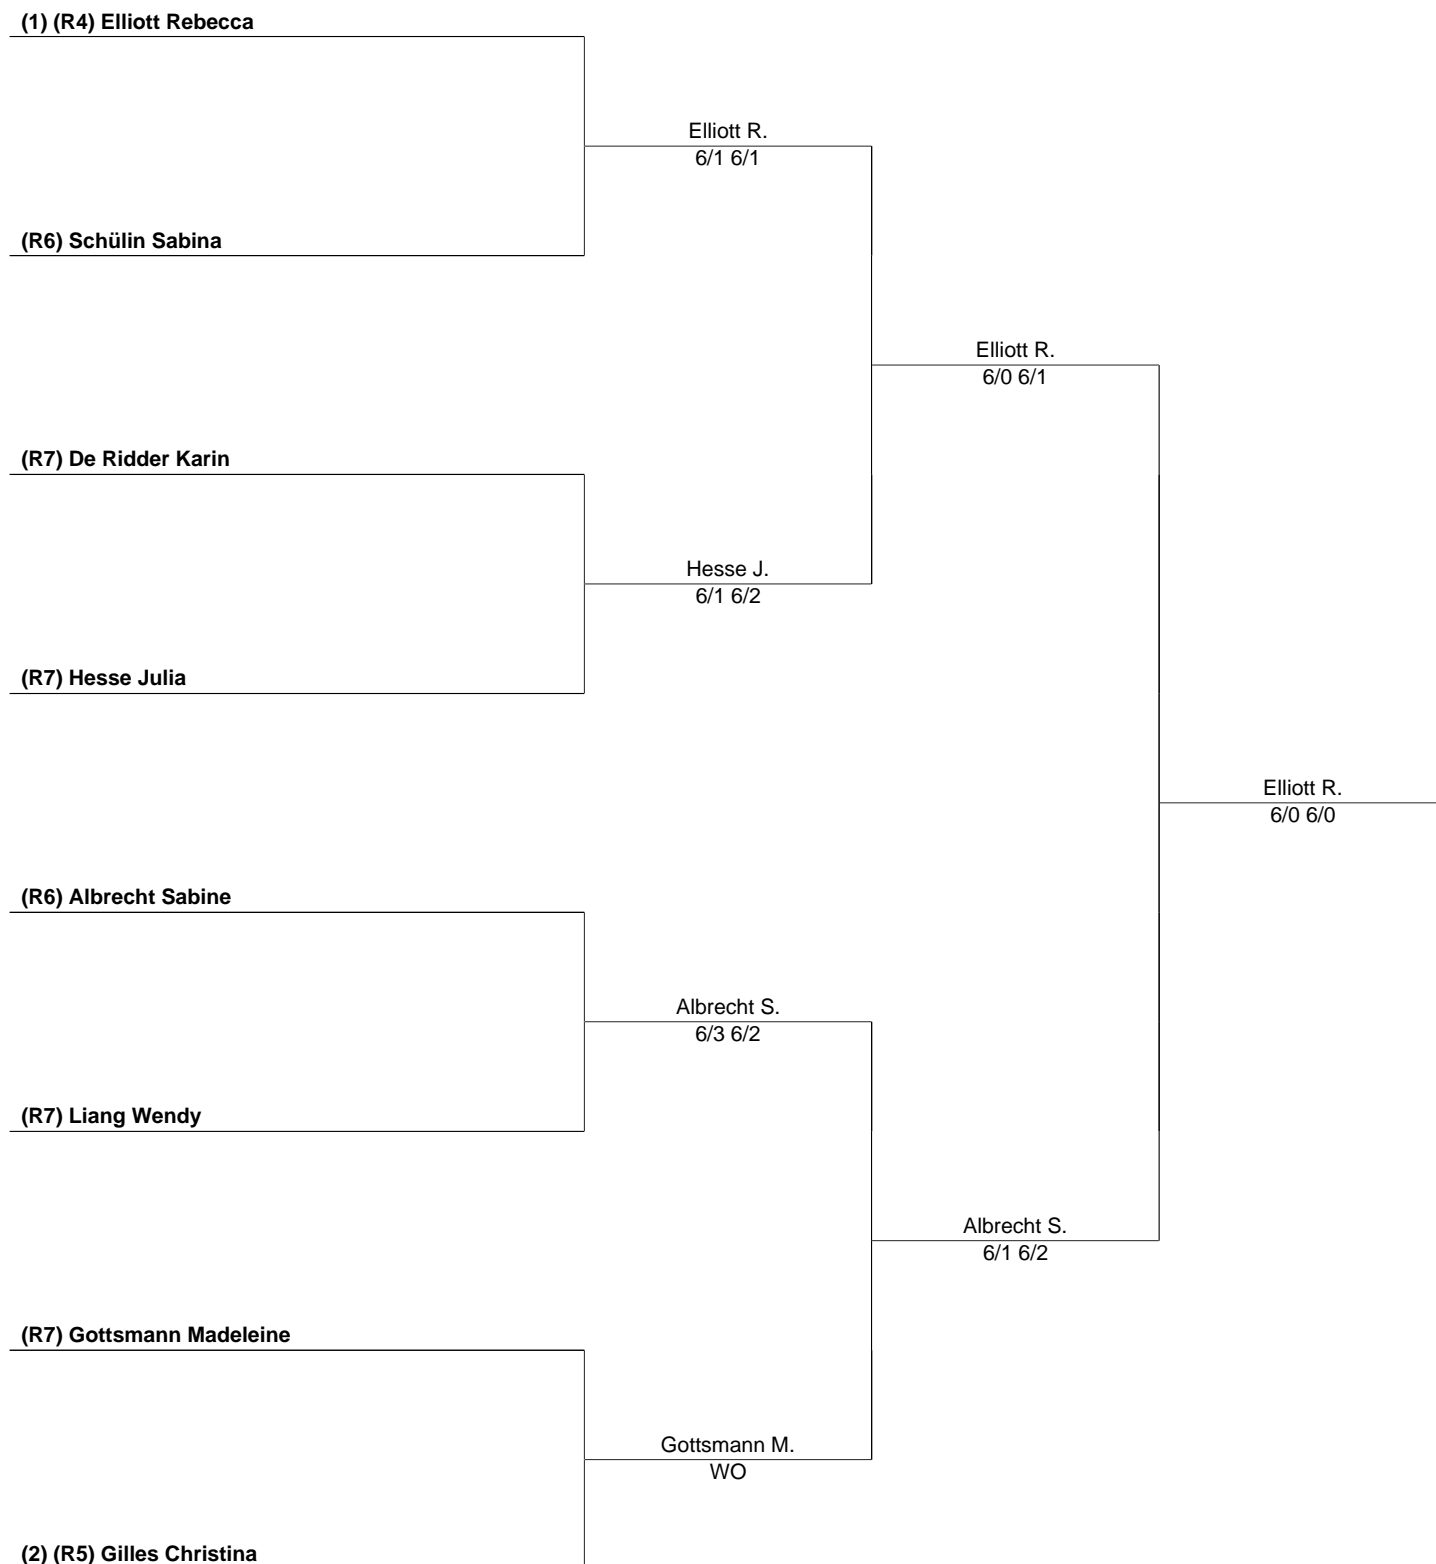 (1) (R4) Elliott Rebecca
Elliott R.
6/1 6/1
(R6) Schülin Sabina
Elliott R.
6/0 6/1
(R7) De Ridder Karin
Hesse J.
6/1 6/2
(R7) Hesse Julia
Elliott R.
6/0 6/0
(R6) Albrecht Sabine
Albrecht S.
6/3 6/2
(R7) Liang Wendy
Albrecht S.
6/1 6/2
(R7) Gottsmann Madeleine
Gottsmann M.
WO
(2) (R5) Gilles Christina